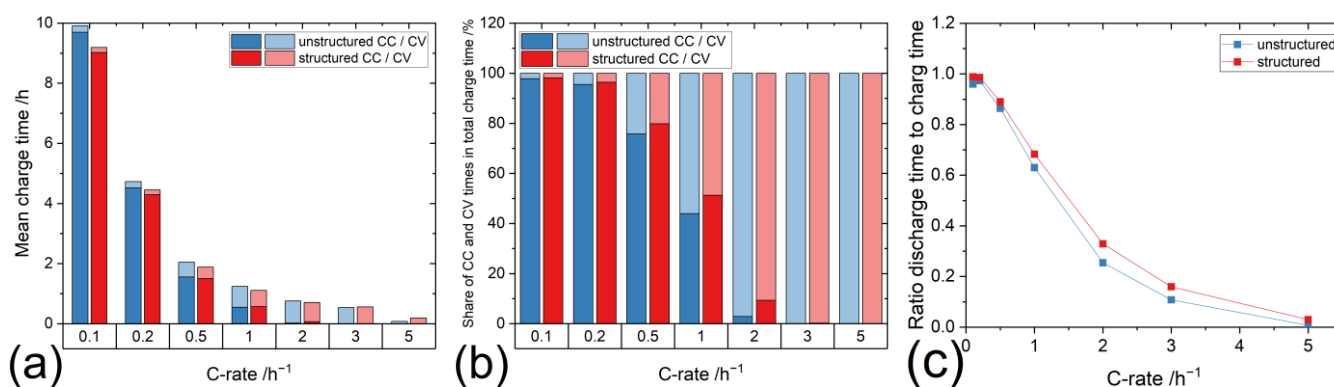 10
8
6
4
2
0
Mean charge time /h
unstructured CC / CV
structured CC / CV
0.1 0.2 0.5 1 2 3 5
C-rate /h⁻¹
(a)
120
100
80
60
40
20
0
Share of CC and CV times in total charge time /%
unstructured CC / CV
structured CC / CV
0.1 0.2 0.5 1 2 3 5
C-rate /h⁻¹
(b)
1.2
1.0
0.8
0.6
0.4
0.2
0.0
Ratio discharge time to charg time
unstructured
structured
0 1 2 3 4 5
C-rate /h⁻¹
(c)